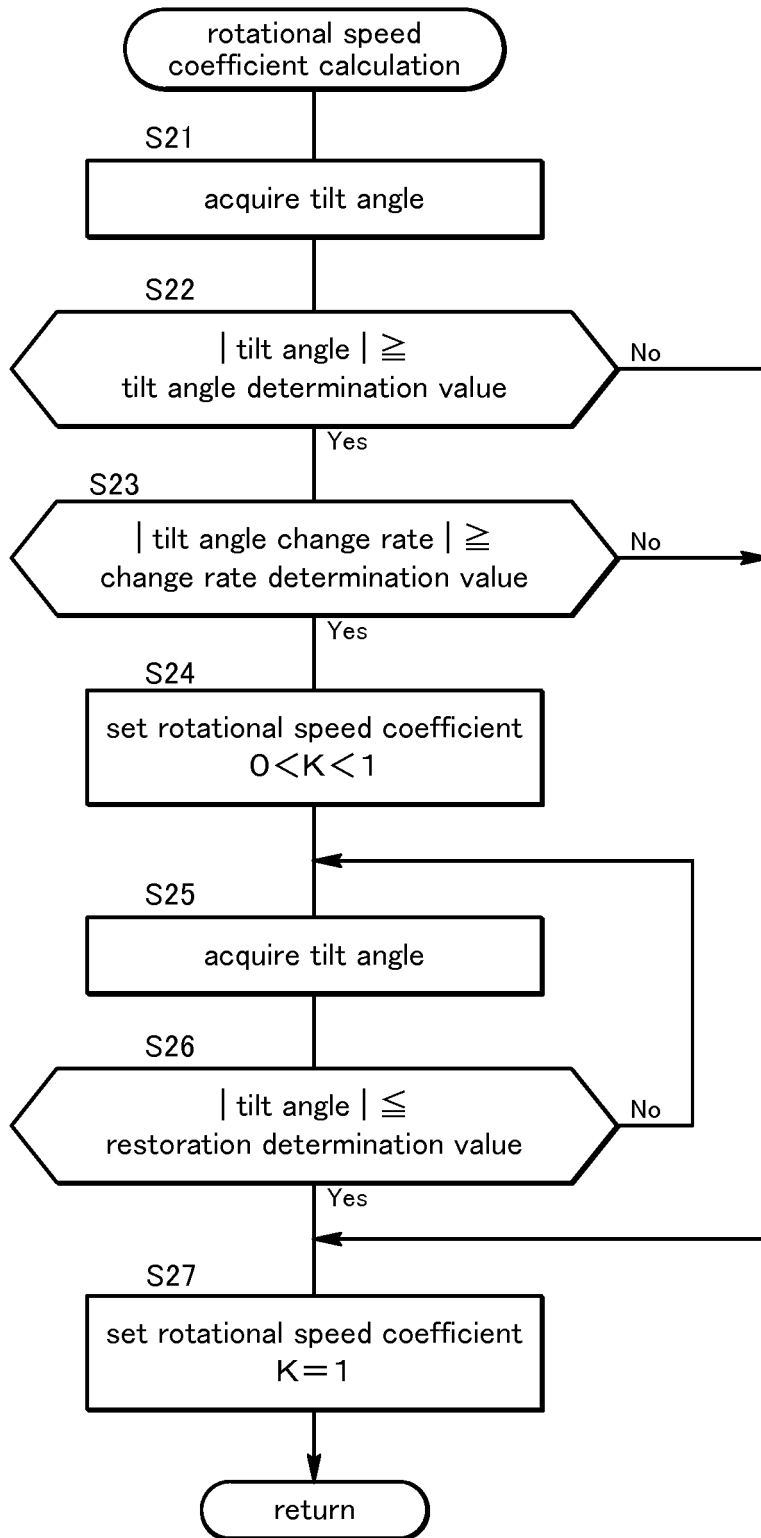 rotational speed
coefficient calculation
S21
acquire tilt angle
S22
| tilt angle | ≧
tilt angle determination value
No
Yes
S23
| tilt angle change rate | ≧
change rate determination value
No
Yes
S24
set rotational speed coefficient
0<K<1
S25
acquire tilt angle
S26
| tilt angle | ≦
restoration determination value
No
Yes
S27
set rotational speed coefficient
K=1
return